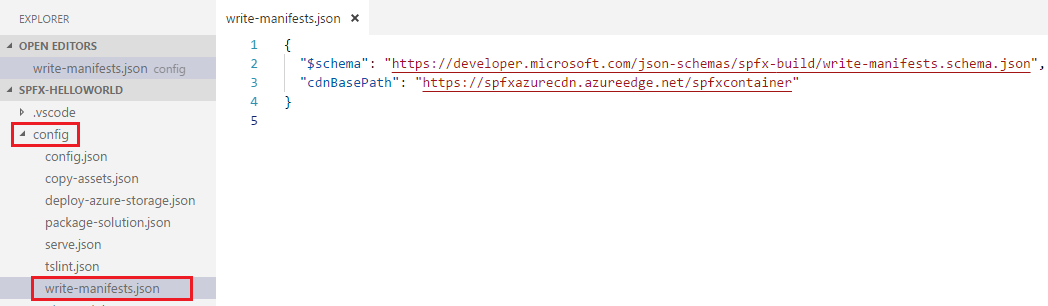 EXPLORER
OPEN EDITORS
write-manifests.json config
SPFX-HELLOWORLD
.vscode
config
config.json
copy-assets.json
deploy-azure-storage.json
package-solution.json
serve.json
tslint.json
write-manifests.json
write-manifests.json ×
1 {
2 "$schema": "https://developer.microsoft.com/json-schemas/spfx-build/write-manifests.schema.json",
3 "cdnBasePath": "https://spfxazurecdn.azureedge.net/spfxcontainer"
4 }
5